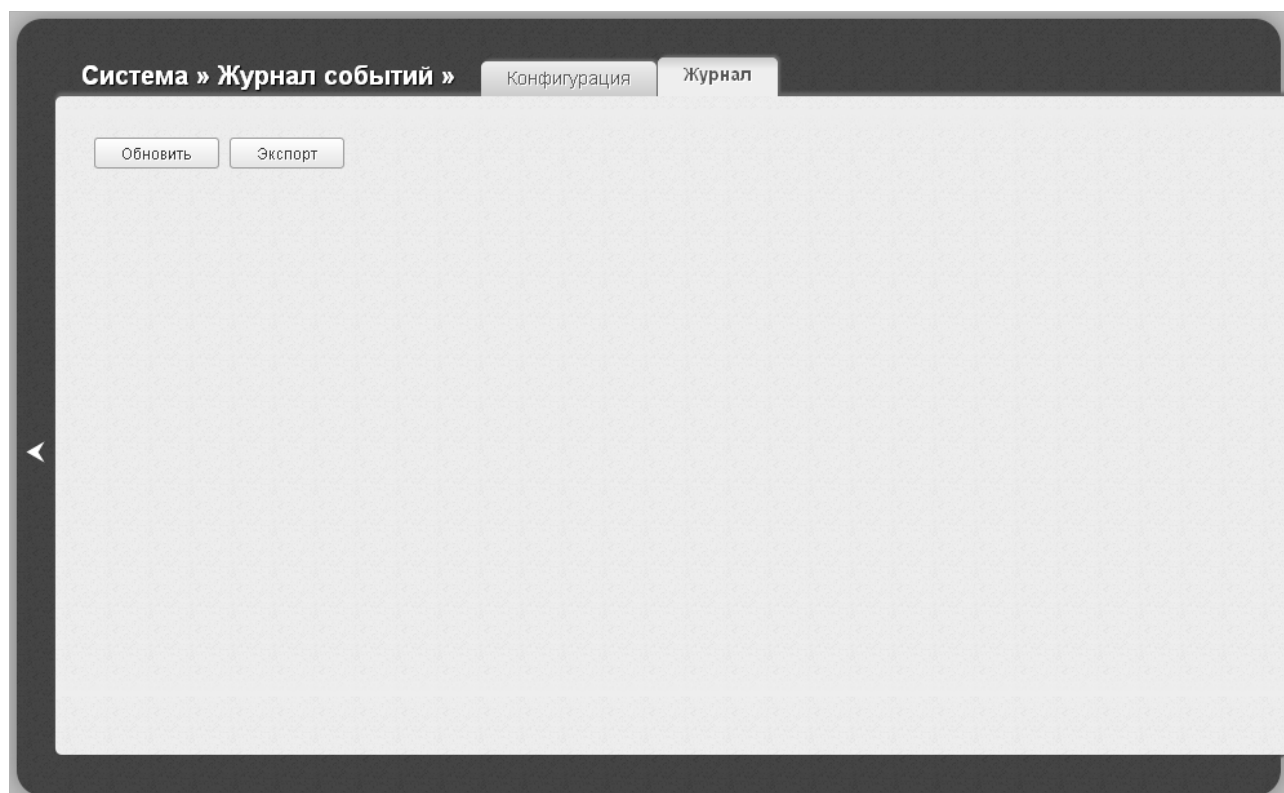 Система » Журнал событий » Конфигурация Журнал
Обновить Экспорт